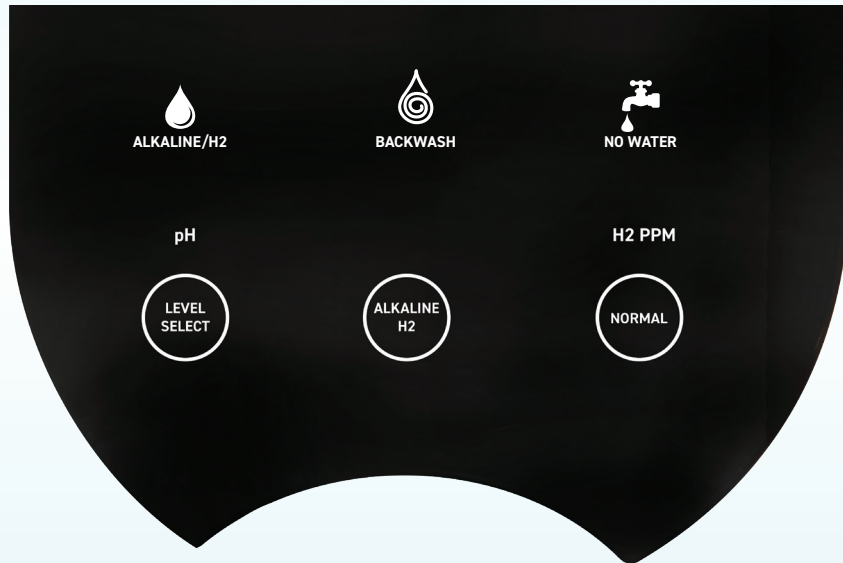 ALKALINE/H2
BACKWASH
NO WATER
pH
H2 PPM
LEVEL
SELECT
ALKALINE
H2
NORMAL